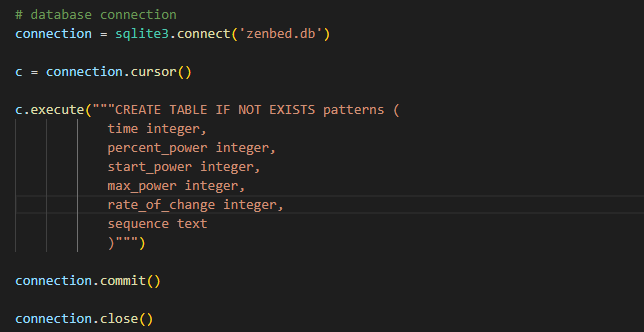 # database connection
connection = sqlite3.connect('zenbed.db')
c = connection.cursor()
c.execute("""CREATE TABLE IF NOT EXISTS patterns (
time integer,
percent_power integer,
start_power integer,
max_power integer,
rate_of_change integer,
sequence text
)""")
connection.commit()
connection.close()